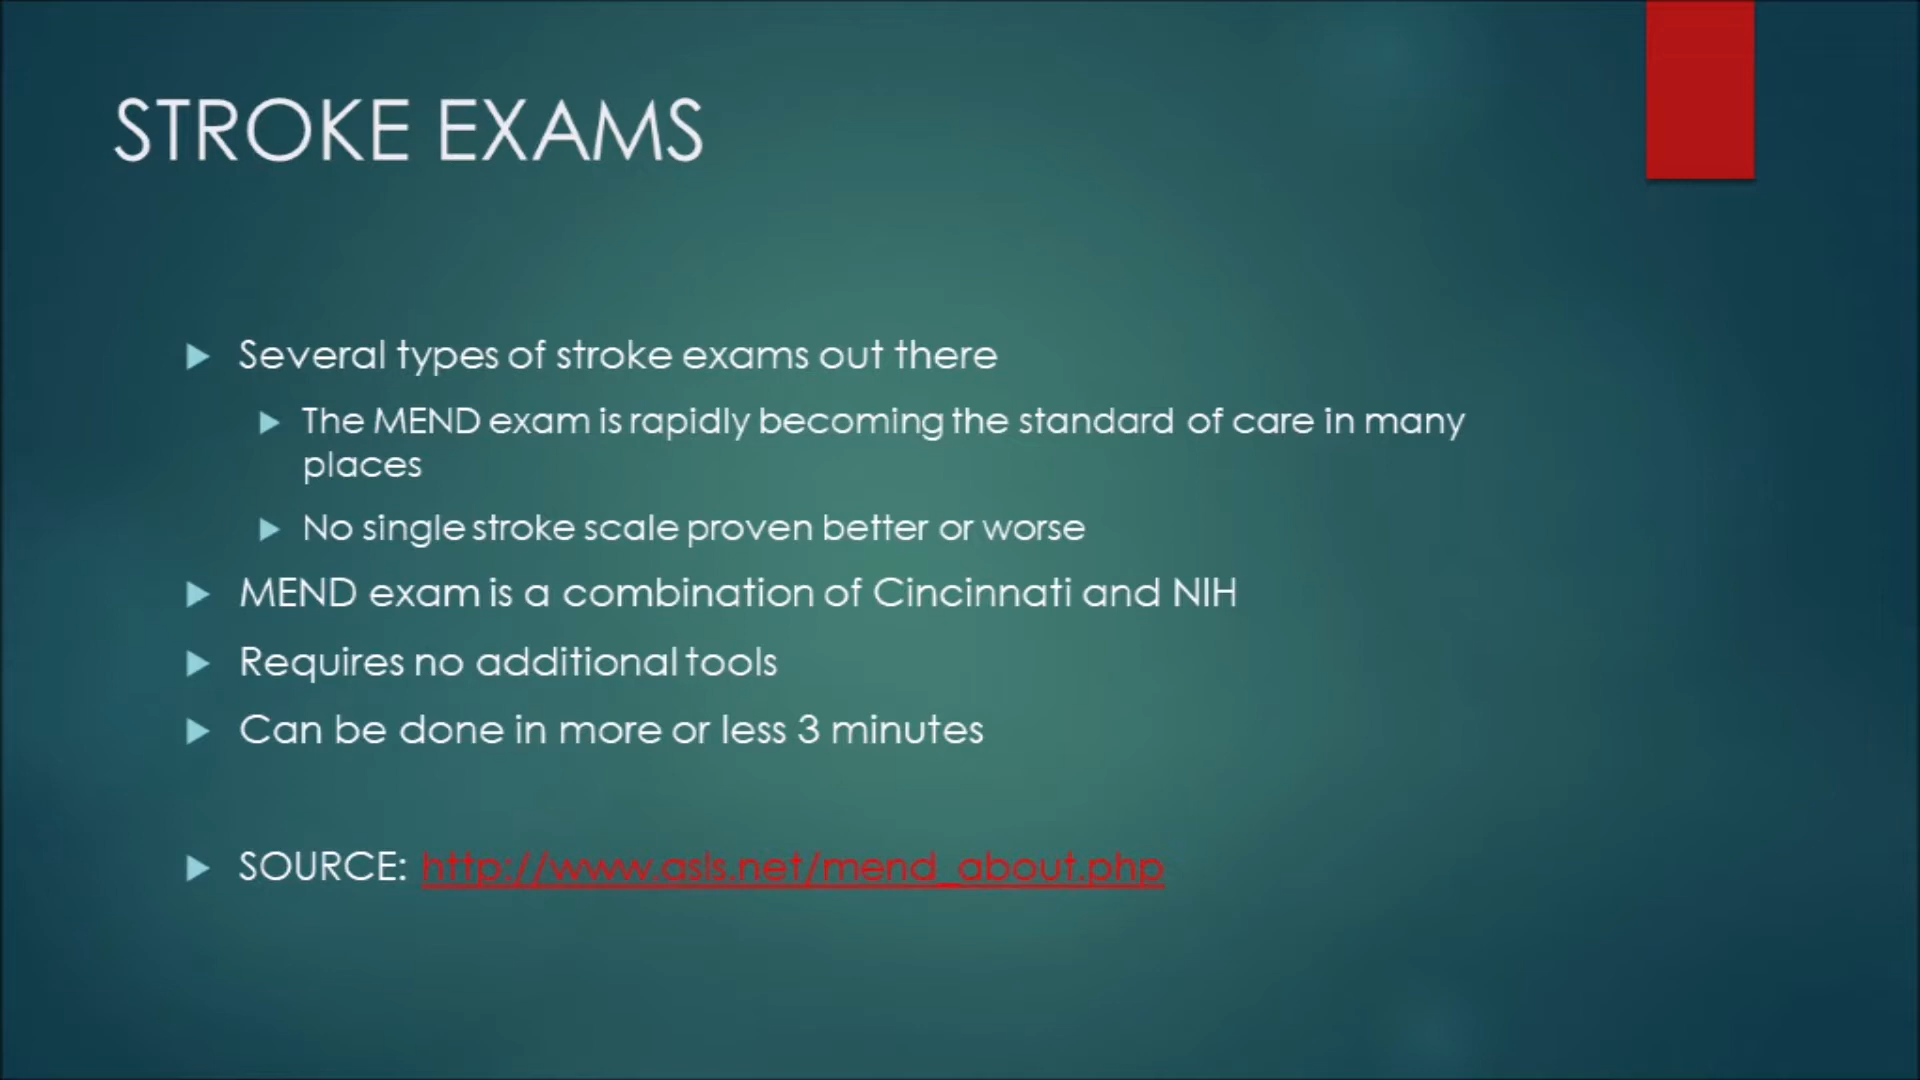 STROKE EXAMS
Several types of stroke exams out there
The MEND exam is rapidly becoming the standard of care in many
places
No single stroke scale proven better or worse
MEND exam is a combination of Cincinnati and NIH
Requires no additional tools
Can be done in more or less 3 minutes
SOURCE: http://www.asls.net/mend_about.php